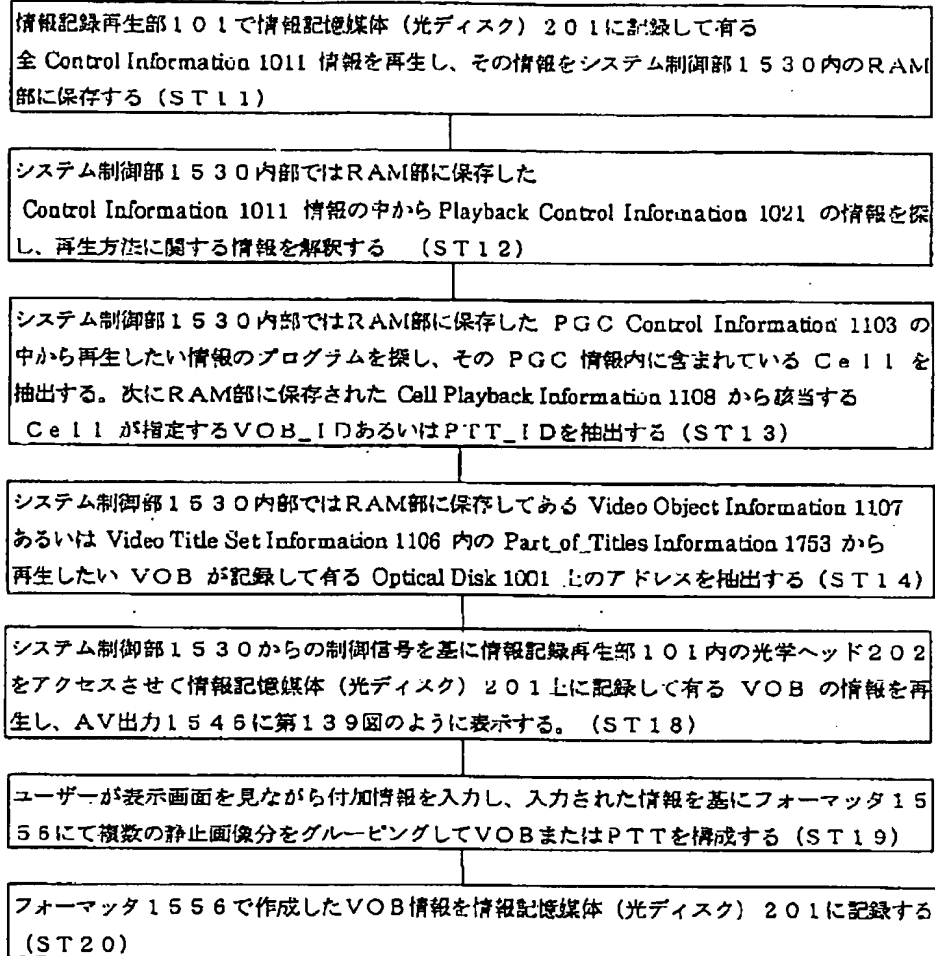 情報記録再生部101で情報記憶媒体（光ディスク）201に記録して有る
全 Control Information 1011 情報を再生し、その情報をシステム制御部1530内のRAM
部に保存する（ST11）
システム制御部1530内部ではRAM部に保存した
Control Information 1011 情報の中から Playback Control Information 1021 の情報を探
し、再生方法に関する情報を解釈する （ST12）
システム制御部1530内部ではRAM部に保存した PGC Control Information 1103 の
中から再生したい情報のプログラムを探し、その PGC 情報内に含まれている Cell を
抽出する。次にRAM部に保存された Cell Playback Information 1108 から該当する
Cell が指定するVOB_IDあるいはPTT_IDを抽出する（ST13）
システム制御部1530内部ではRAM部に保存してある Video Object Information 1107
あるいは Video Title Set Information 1106 内の Part_of_Titles Information 1753 から
再生したい VOB が記録して有る Optical Disk 1001 上のアドレスを抽出する（ST14）
システム制御部1530からの制御信号を基に情報記録再生部101内の光学ヘッド202
をアクセスさせて情報記憶媒体（光ディスク）201上に記録して有る VOB の情報を再
生し、AV出力1546に第139図のように表示する。（ST18）
ユーザーが表示画面を見ながら付加情報を入力し、入力された情報を基にフォーマッタ15
56にて複数の静止画像分をグルーピングしてVOBまたはPTTを構成する（ST19）
フォーマッタ1556で作成したVOB情報を情報記憶媒体（光ディスク）201に記録する
（ST20）